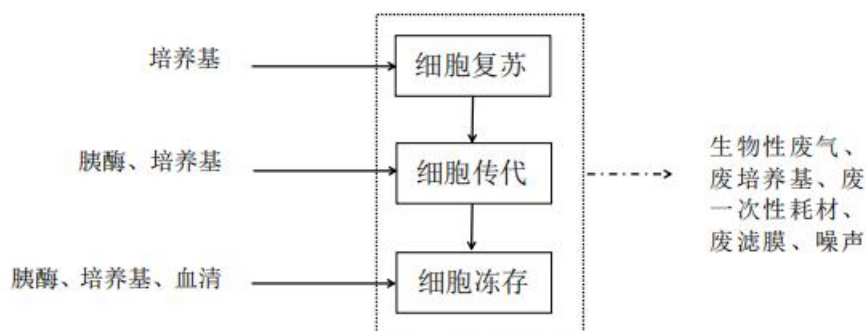 培养基
细胞复苏
胰酶、培养基
细胞传代
生物性废气、
废培养基、废
一次性耗材、
废滤膜、噪声
胰酶、培养基、血清
细胞冻存